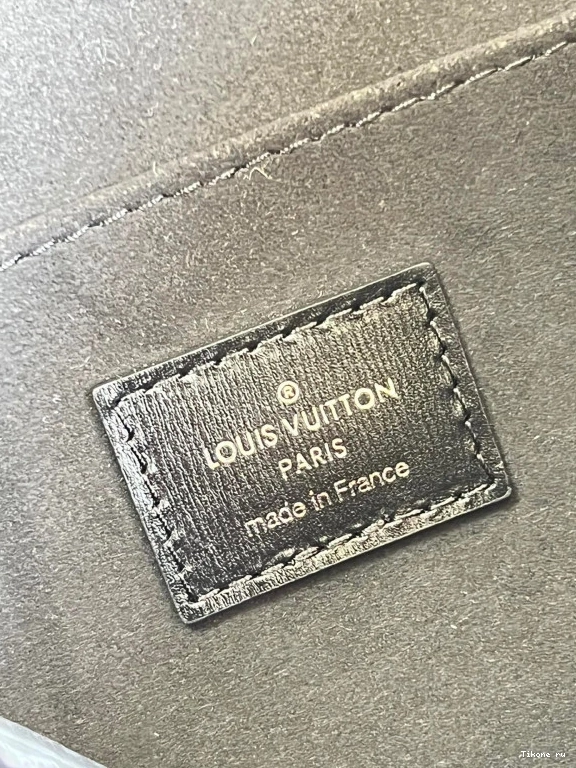 ®
LOUIS VUITTON
PARIS
made in France
Tikone ru